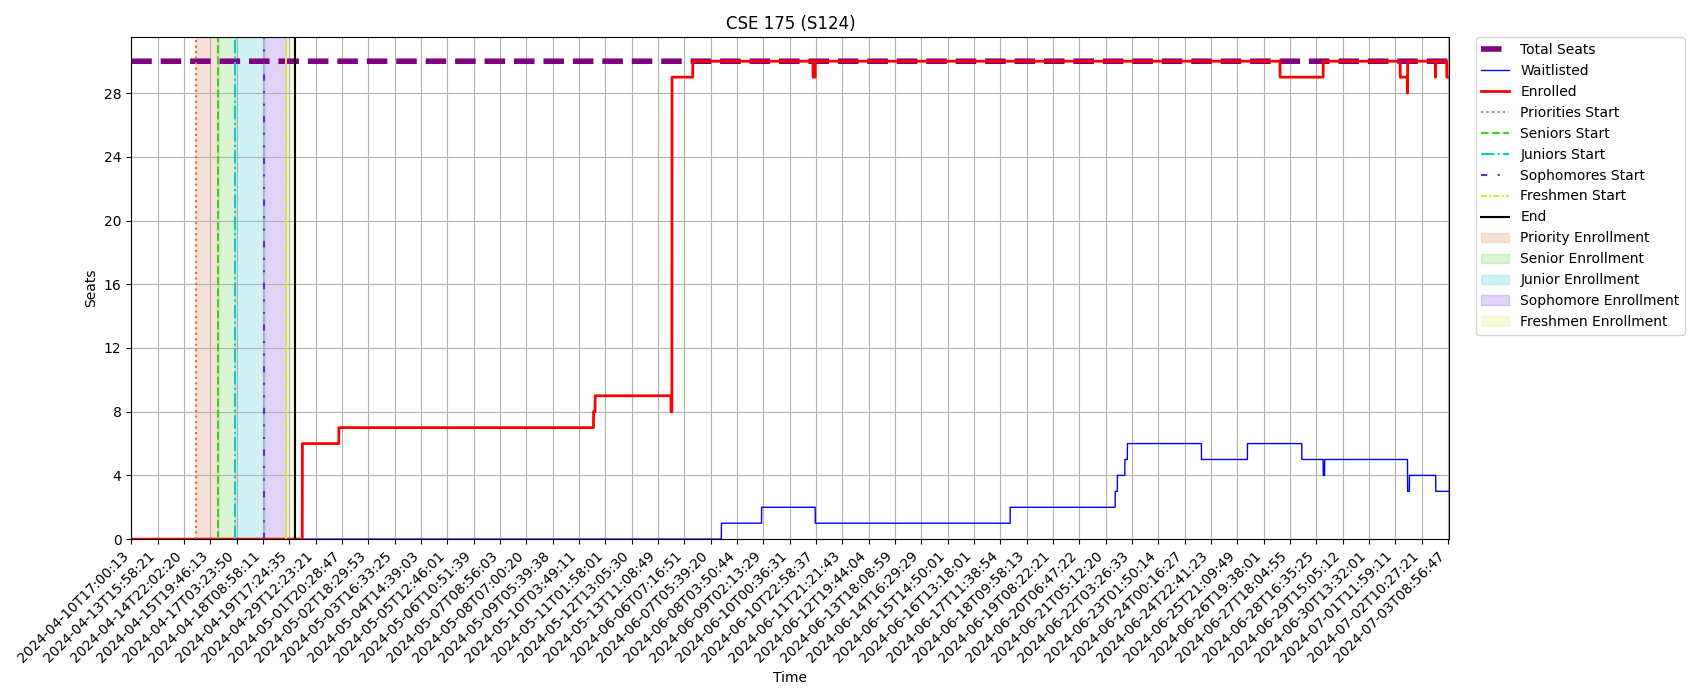 CSE 175 (S124)
Total Seats
Waitlisted
Enrolled
Priorities Start
Seniors Start
Juniors Start
Sophomores Start
Freshmen Start
End
Priority Enrollment
Senior Enrollment
Junior Enrollment
Sophomore Enrollment
Freshmen Enrollment
Seats
28
24
20
16
12
8
4
0
2024-04-10T17:00:13
2024-04-13T15:58:21
2024-04-14T22:02:20
2024-04-15T19:46:13
2024-04-17T03:23:50
2024-04-18T08:58:11
2024-04-19T17:24:35
2024-04-29T12:23:21
2024-05-01T20:28:47
2024-05-02T18:29:53
2024-05-03T16:33:25
2024-05-04T14:39:03
2024-05-05T12:46:01
2024-05-06T10:51:39
2024-05-07T08:56:03
2024-05-08T07:00:20
2024-05-09T05:39:38
2024-05-10T03:49:11
2024-05-11T01:58:01
2024-05-12T13:05:30
2024-05-13T11:08:49
2024-06-06T07:16:51
2024-06-07T05:39:20
2024-06-08T03:50:44
2024-06-09T02:13:29
2024-06-10T00:36:31
2024-06-10T22:58:37
2024-06-11T21:21:43
2024-06-12T19:44:04
2024-06-13T18:08:59
2024-06-14T16:29:29
2024-06-15T14:50:01
2024-06-16T13:18:01
2024-06-17T11:38:54
2024-06-18T09:58:13
2024-06-19T08:22:21
2024-06-20T06:47:22
2024-06-21T05:12:20
2024-06-22T03:26:33
2024-06-23T01:50:14
2024-06-24T00:16:27
2024-06-24T22:41:23
2024-06-25T21:09:49
2024-06-26T19:38:01
2024-06-27T18:04:55
2024-06-28T16:35:25
2024-06-29T15:05:12
2024-06-30T13:32:01
2024-07-01T11:59:11
2024-07-02T10:27:21
2024-07-03T08:56:47
Time